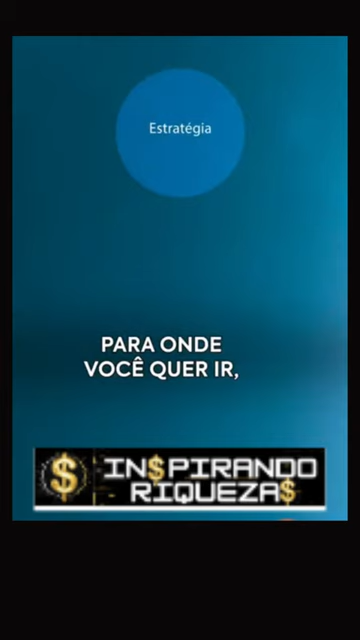 Estratégia
PARA ONDE
VOCÊ QUER IR,
$ IN$PIRANDO
RIQUEZA$